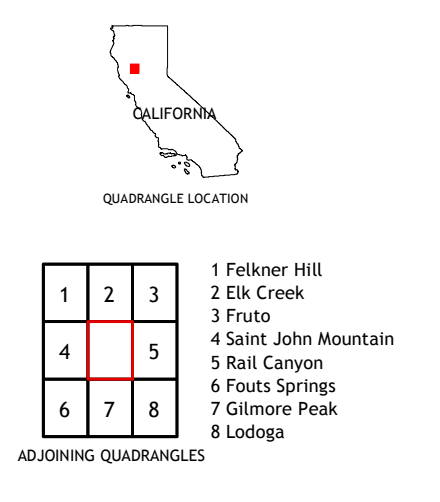 CALIFORNIA
QUADRANGLE LOCATION
1 2 3
4 5
6 7 8
ADJOINING QUADRANGLES
1 Felkner Hill
2 Elk Creek
3 Fruto
4 Saint John Mountain
5 Rail Canyon
6 Fouts Springs
7 Gilmore Peak
8 Lodoga